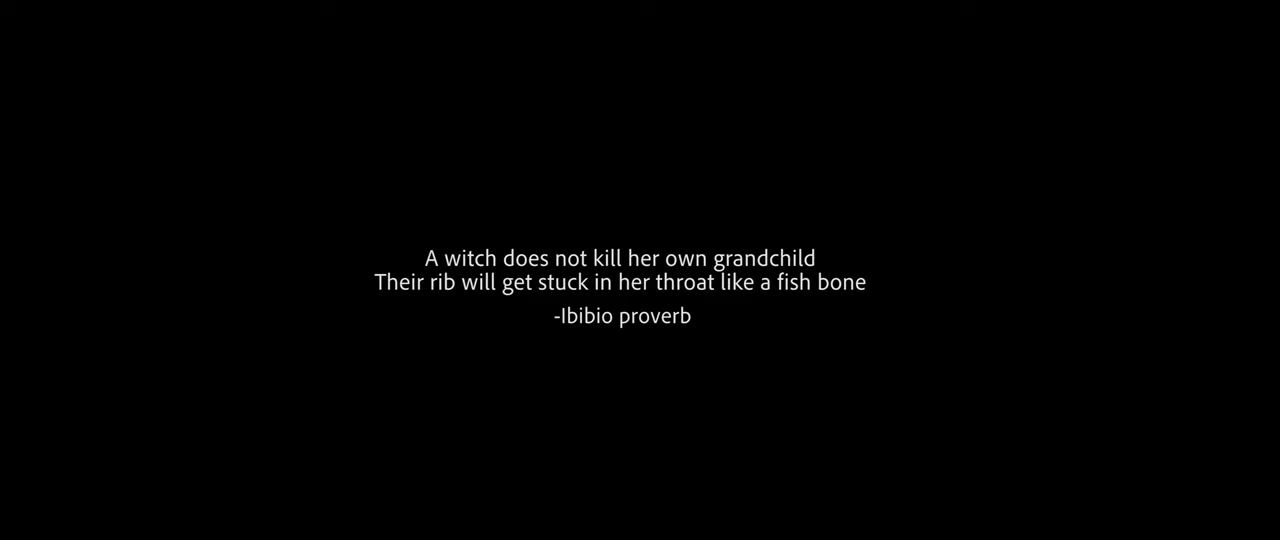 A witch does not kill her own grandchild
Their rib will get stuck in her throat like a fish bone
-Ibibio proverb